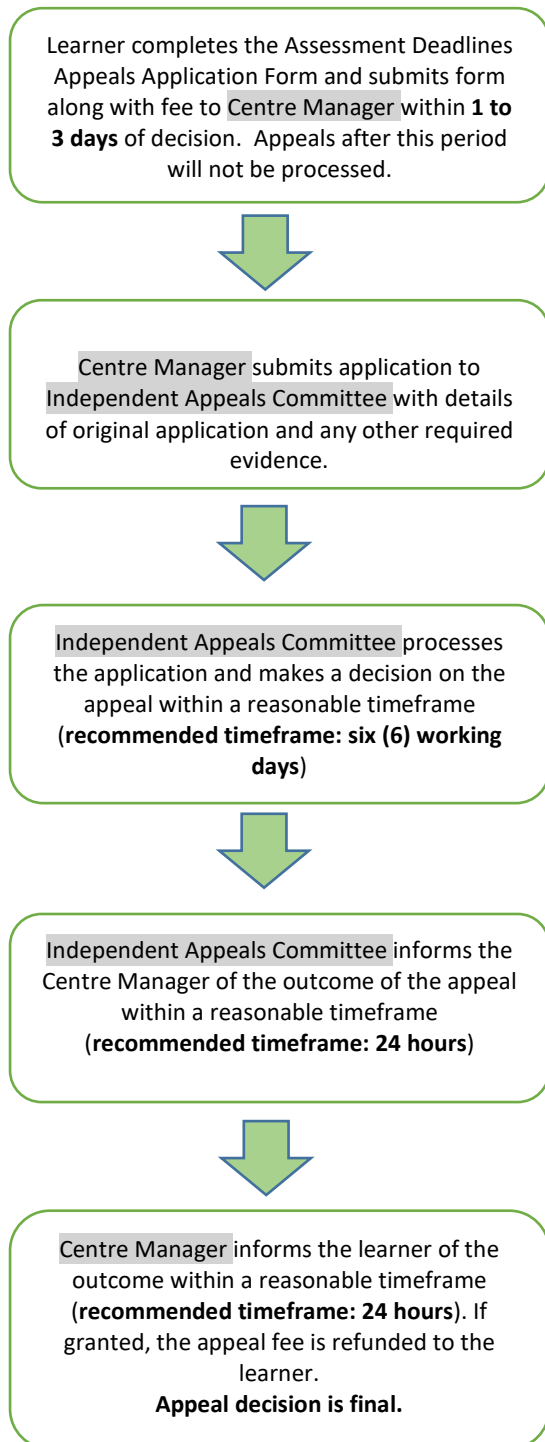 Learner completes the Assessment Deadlines
Appeals Application Form and submits form
along with fee to Centre Manager within 1 to
3 days of decision.  Appeals after this period
will not be processed.
Centre Manager submits application to
Independent Appeals Committee with details
of original application and any other required
evidence.
Independent Appeals Committee processes
the application and makes a decision on the
appeal within a reasonable timeframe
(recommended timeframe: six (6) working
days)
Independent Appeals Committee informs the
Centre Manager of the outcome of the appeal
within a reasonable timeframe
(recommended timeframe: 24 hours)
Centre Manager informs the learner of the
outcome within a reasonable timeframe
(recommended timeframe: 24 hours). If
granted, the appeal fee is refunded to the
learner.
Appeal decision is final.